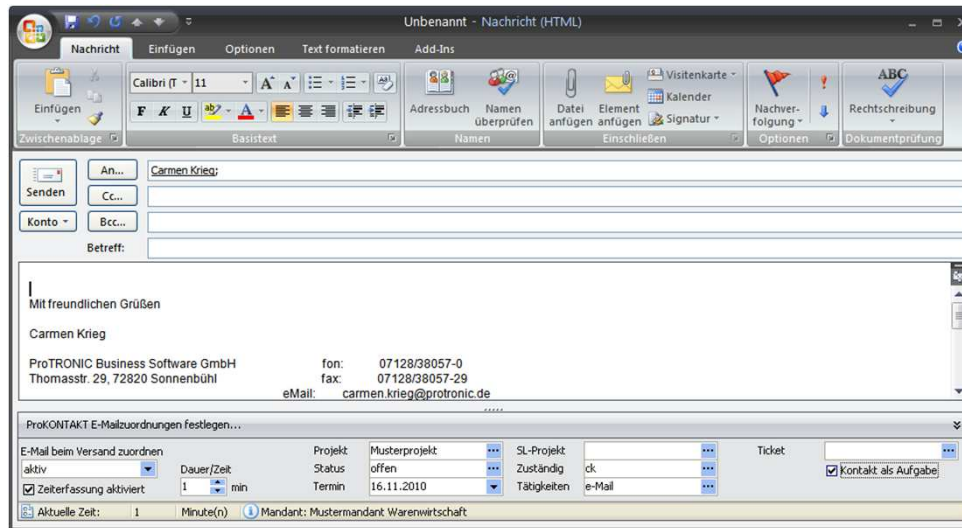 Unbenannt - Nachricht (HTML)
Nachricht Einfügen Optionen Text formatieren Add-Ins
Einfügen
Zwischenablage
Calibri (T 11
F K U ab A
Basistext
Adressbuch
Namen überprüfen
Namen
Datei anfügen
Element anfügen
Visitenkarte
Kalender
Signatur
Einschließen
Nachver-
folgung
Optionen
ABC
Rechtschreibung
Dokumentprüfung
Senden
An... Carmen Krieg;
Cc...
Konto Bcc...
Betreff:
Mit freundlichen Grüßen
Carmen Krieg
ProTRONIC Business Software GmbH fon: 07128/38057-0
Thomasstr. 29, 72820 Sonnenbühl fax: 07128/38057-29
eMail: carmen.krieg@protronic.de
ProKONTAKT E-Mailzuordnungen festlegen...
E-Mail beim Versand zuordnen Projekt Musterprojekt ... SL-Projekt ... Ticket ...
aktiv Dauer/Zeit Status offen ... Zuständig ck ... Kontakt als Aufgabe
Zeiterfassung aktiviert 1 min Termin 16.11.2010 Tätigkeiten e-Mail ...
Aktuelle Zeit: 1 Minute(n) Mandant: Mustermandant Warenwirtschaft